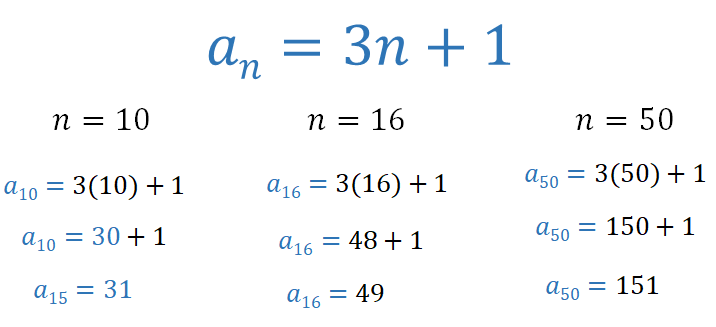 aₙ = 3n + 1
n = 10
a₁₀ = 3(10) + 1
a₁₀ = 30 + 1
a₁₅ = 31
n = 16
a₁₆ = 3(16) + 1
a₁₆ = 48 + 1
a₁₆ = 49
n = 50
a₅₀ = 3(50) + 1
a₅₀ = 150 + 1
a₅₀ = 151